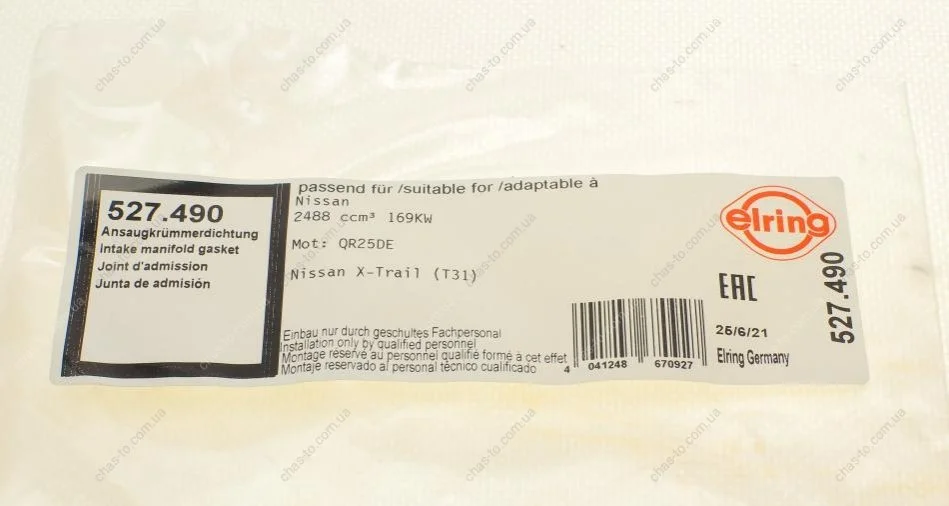 527.490
Ansaugkrümmerdichtung
Intake manifold gasket
Joint d'admission
Junta de admisión
passend für /suitable for /adaptable à
Nissan
2488 ccm³ 169KW
Mot: QR25DE
Nissan X-Trail (T31)
Einbau nur durch geschultes Fachpersonal
Installation only by qualified personnel
Montage reservé au personnel qualifié formé à cet effet
Montaje reservado al personal técnico cualificado
4 041248 670927
elring
EAC
25/6/21
Elring Germany
527.490
chas-to.com.ua